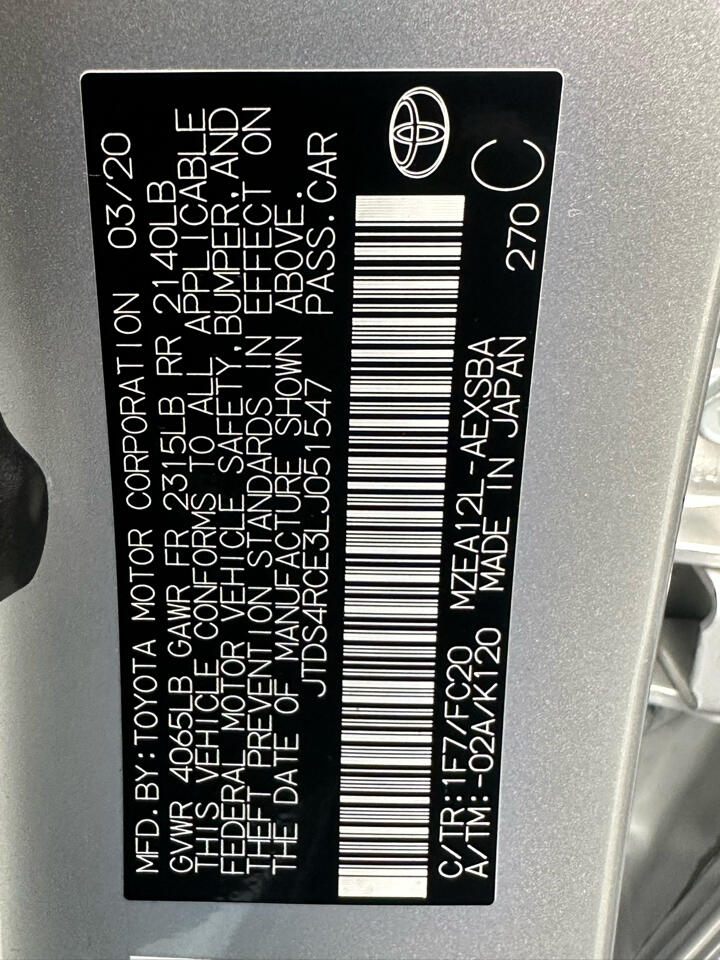 MFD. BY: TOYOTA MOTOR CORPORATION 03/20
GVWR 4065LB GAWR FR 2315LB RR 2140LB
THIS VEHICLE CONFORMS TO ALL APPLICABLE
FEDERAL MOTOR VEHICLE SAFETY, BUMPER, AND
THEFT PREVENTION STANDARDS IN EFFECT ON
THE DATE OF MANUFACTURE SHOWN ABOVE.
JTDS4RCE3LJ051547 PASS. CAR
C/TR: 1F7/FC20 MZEA12L-AEXSBA 270
A/TM: -02A/K120 MADE IN JAPAN
C